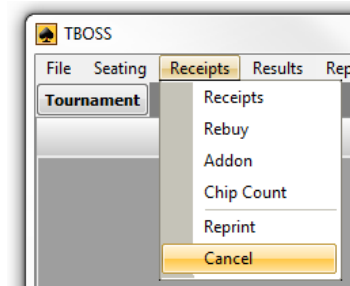 TBOSS
File Seating Receipts Results Rep
Tournament
Receipts
Rebuy
Addon
Chip Count
Reprint
Cancel